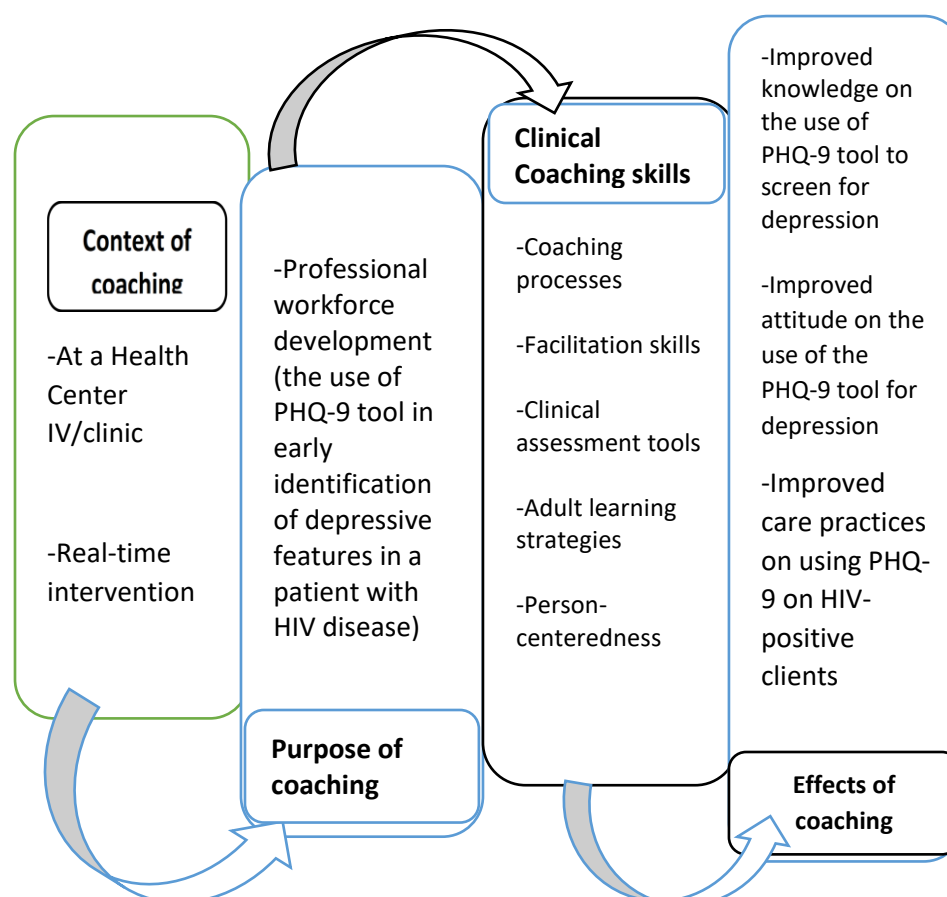 Context of
coaching
-At a Health
Center
IV/clinic
-Real-time
intervention
-Professional
workforce
development
(the use of
PHQ-9 tool in
early
identification
of depressive
features in a
patient with
HIV disease)
Purpose of
coaching
Clinical
Coaching skills
-Coaching
processes
-Facilitation skills
-Clinical
assessment tools
-Adult learning
strategies
-Person-
centeredness
-Improved
knowledge on
the use of
PHQ-9 tool to
screen for
depression
-Improved
attitude on the
use of the
PHQ-9 tool for
depression
-Improved
care practices
on using PHQ-
9 on HIV-
positive
clients
Effects of
coaching